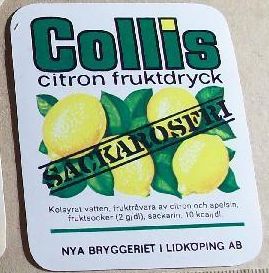 Collis
citron fruktdryck
SACKAROSFRI
Kolsyrat vatten, fruktråvara av citron och apelsin,
fruktsocker (2 g/dl), sackarin, 10 kcal/dl.
NYA BRYGGERIET I LIDKÖPING AB